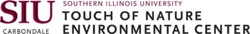 SIU
CARBONDALE
SOUTHERN ILLINOIS UNIVERSITY
TOUCH OF NATURE
ENVIRONMENTAL CENTER